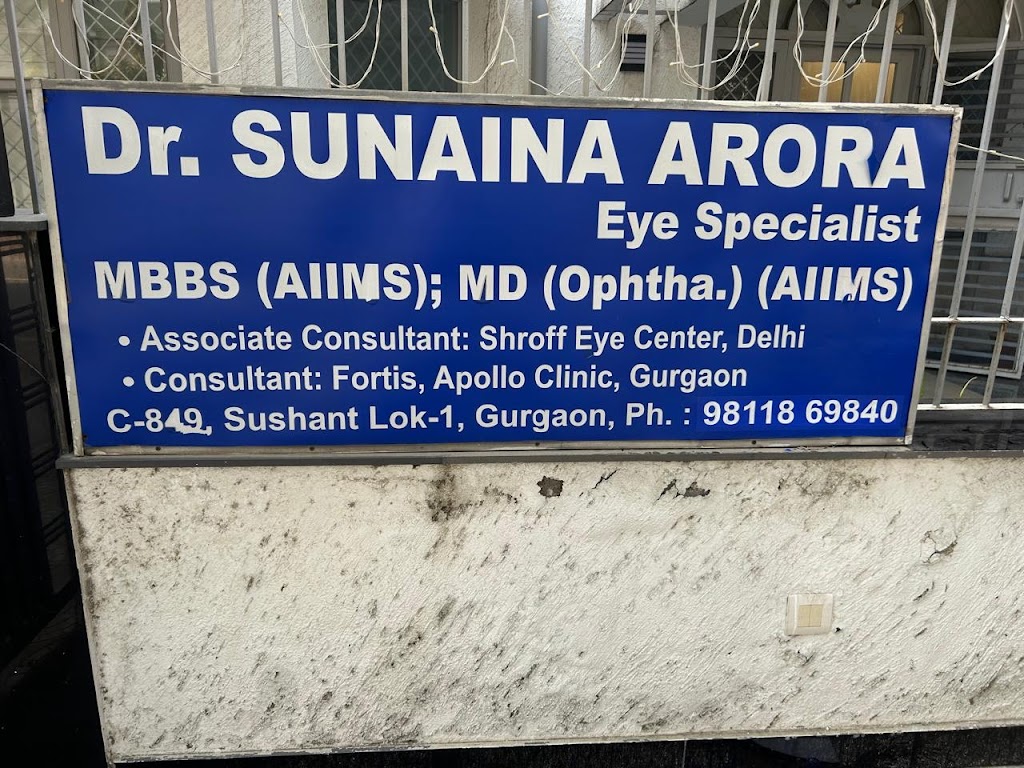 Dr. SUNAINA ARORA
Eye Specialist
MBBS (AIIMS); MD (Ophtha.) (AIIMS)
• Associate Consultant: Shroff Eye Center, Delhi
• Consultant: Fortis, Apollo Clinic, Gurgaon
C-849, Sushant Lok-1, Gurgaon, Ph. : 98118 69840